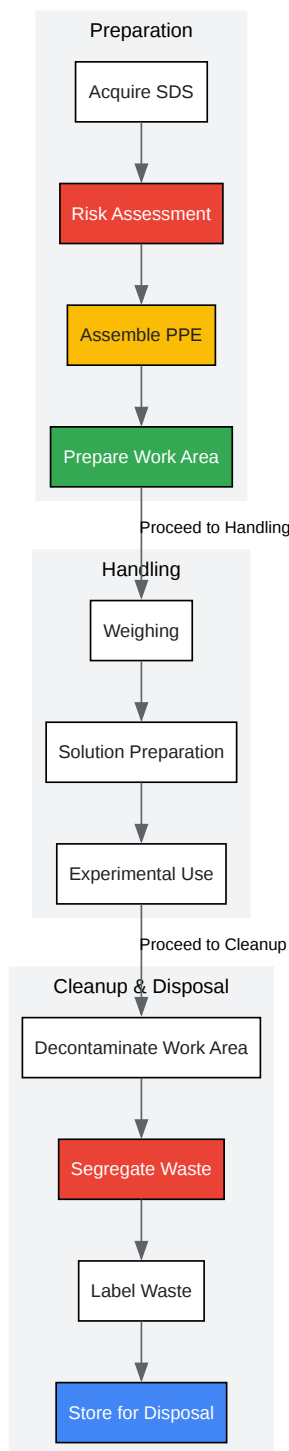 Preparation
Acquire SDS
Risk Assessment
Assemble PPE
Prepare Work Area
Proceed to Handling
Handling
Weighing
Solution Preparation
Experimental Use
Proceed to Cleanup
Cleanup & Disposal
Decontaminate Work Area
Segregate Waste
Label Waste
Store for Disposal